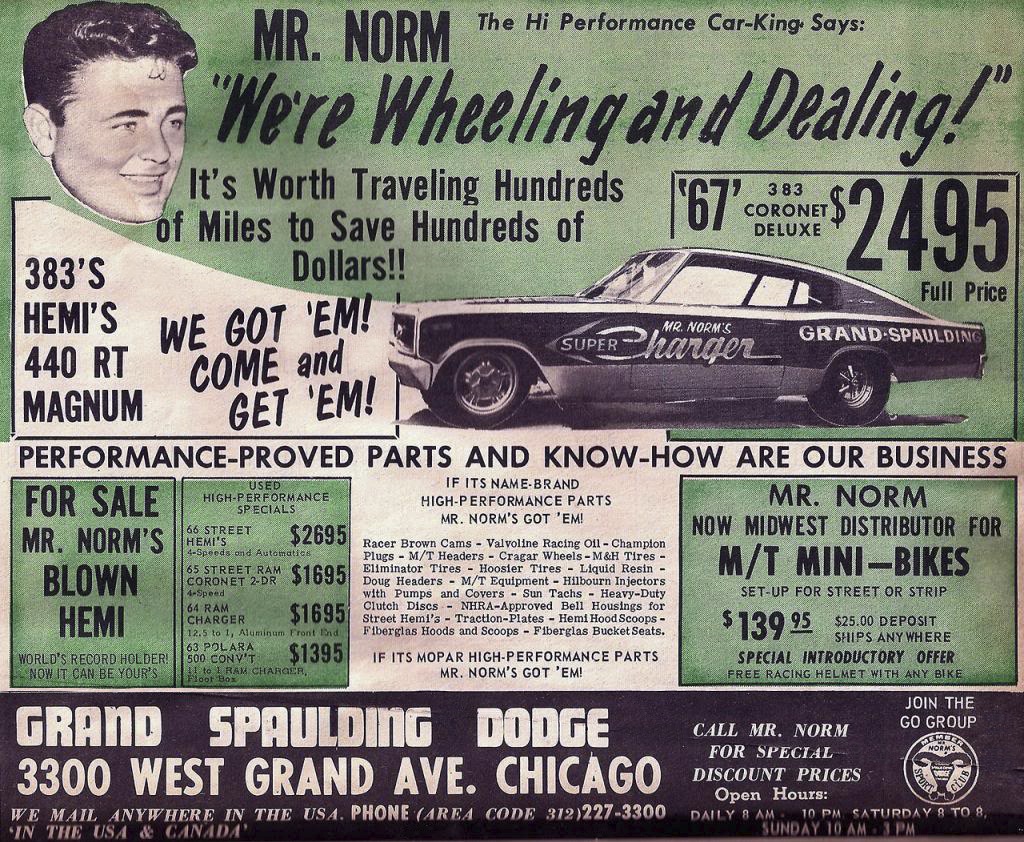 MR. NORM
The Hi Performance Car-King Says:
"We're Wheeling and Dealing!"
It's Worth Traveling Hundreds
of Miles to Save Hundreds of
Dollars!!
'67' 383 CORONET DELUXE $2495
Full Price
383'S
HEMI'S
440 RT
MAGNUM
WE GOT 'EM!
COME and
GET 'EM!
MR. NORM'S
SUPER Charger
GRAND-SPAULDING
PERFORMANCE-PROVED PARTS AND KNOW-HOW ARE OUR BUSINESS
FOR SALE
MR. NORM'S
BLOWN
HEMI
WORLD'S RECORD HOLDER!
NOW IT CAN BE YOUR'S
USED
HIGH-PERFORMANCE
SPECIALS
66 STREET
HEMI'S $2695
4-Speeds and Automatics
65 STREET RAM
CORONET 2-DR $1695
4-Speed
64 RAM
CHARGER $1695
12.5 to 1, Aluminum Front End
63 POLARA
500 CONV'T $1395
11 to 1 RAM CHARGER,
Floor Box
IF ITS NAME-BRAND
HIGH-PERFORMANCE PARTS
MR. NORM'S GOT 'EM!
Racer Brown Cams - Valvoline Racing Oil - Champion
Plugs - M/T Headers - Cragar Wheels - M&H Tires -
Eliminator Tires - Hoosier Tires - Liquid Resin -
Doug Headers - M/T Equipment - Hilbourn Injectors
with Pumps and Covers - Sun Tachs - Heavy-Duty
Clutch Discs - NHRA-Approved Bell Housings for
Street Hemi's - Traction-Plates - Hemi Hood Scoops -
Fiberglas Hoods and Scoops - Fiberglas Bucket Seats.
IF ITS MOPAR HIGH-PERFORMANCE PARTS
MR. NORM'S GOT 'EM!
MR. NORM
NOW MIDWEST DISTRIBUTOR FOR
M/T MINI-BIKES
SET-UP FOR STREET OR STRIP
$139.95 $25.00 DEPOSIT
SHIPS ANYWHERE
SPECIAL INTRODUCTORY OFFER
FREE RACING HELMET WITH ANY BIKE
GRAND SPAULDING DODGE
3300 WEST GRAND AVE. CHICAGO
WE MAIL ANYWHERE IN THE USA. PHONE (AREA CODE 312)227-3300
'IN THE USA & CANADA'
CALL MR. NORM
FOR SPECIAL
DISCOUNT PRICES
Open Hours:
DAILY 8 AM - 10 PM, SATURDAY 8 TO 8,
SUNDAY 10 AM - 3 PM
JOIN THE
GO GROUP
MEMBER
MR NORM'S
SPORT CLUB